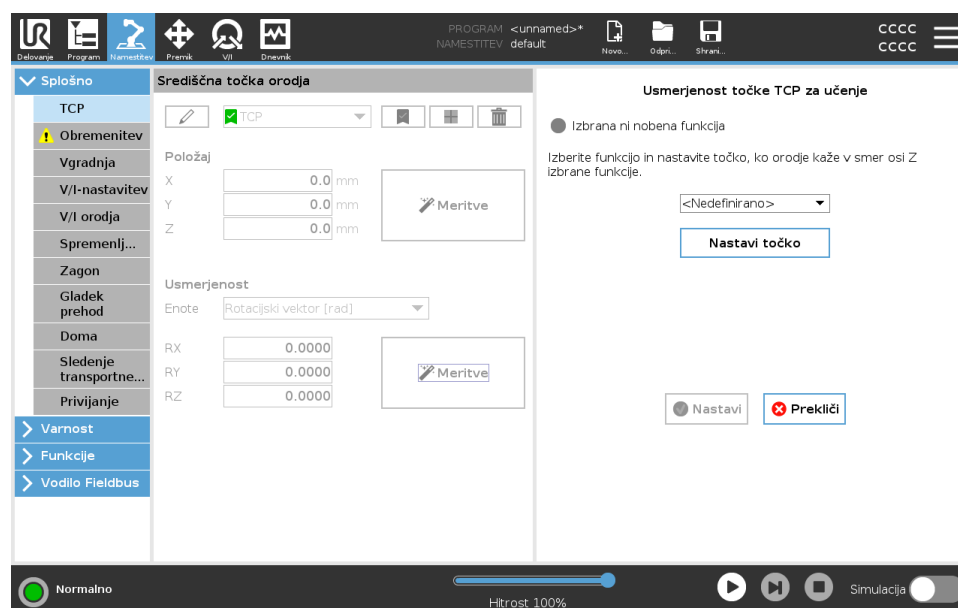 PROGRAM <unnamed>*
NAMESTITEV default
cccc
cccc
Delovanje
Program
Namestitev
Premik
V/I
Dnevnik
Novo...
Odpri...
Shrani...
Splošno
TCP
Obremenitev
Vgradnja
V/I-nastavitev
V/I orodja
Spremenlj...
Zagon
Gladek
prehod
Doma
Sledenje
transportne...
Privijanje
Varnost
Funkcije
Vodilo Fieldbus
Središčna točka orodja
TCP
Položaj
X 0.0 mm
Y 0.0 mm
Z 0.0 mm
Meritve
Usmerjenost
Enote Rotacijski vektor [rad]
RX 0.0000
RY 0.0000
RZ 0.0000
Meritve
Usmerjenost točke TCP za učenje
Izbrana ni nobena funkcija
Izberite funkcijo in nastavite točko, ko orodje kaže v smer osi Z
izbrane funkcije.
<Nedefinirano>
Nastavi točko
Nastavi
Prekliči
Normalno
Hitrost 100%
Simulacija